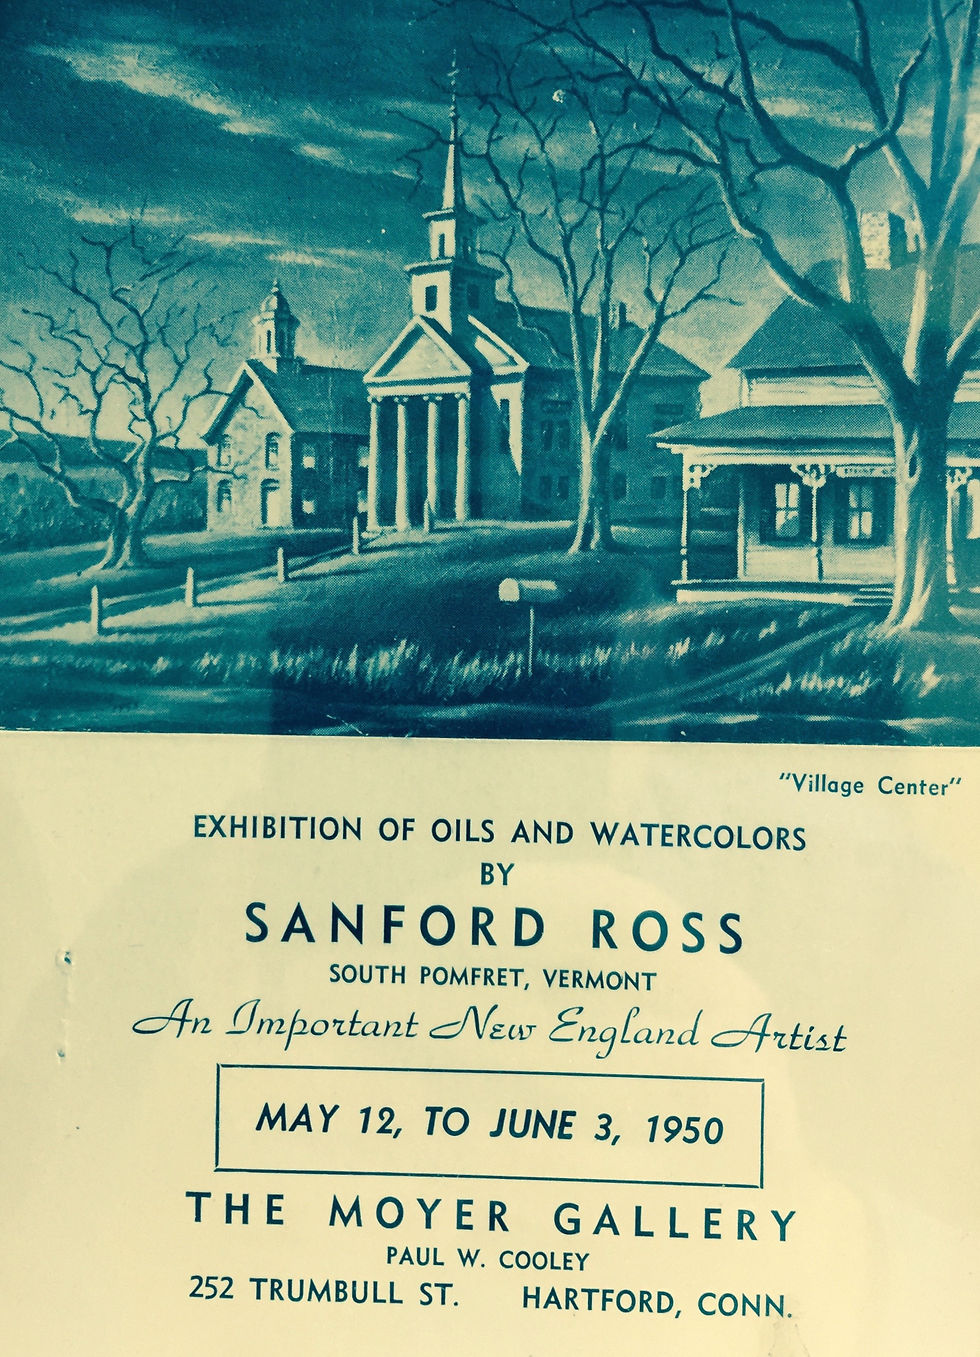 "Village Center"
EXHIBITION OF OILS AND WATERCOLORS
BY
SANFORD ROSS
SOUTH POMFRET, VERMONT
An Important New England Artist
MAY 12, TO JUNE 3, 1950
THE MOYER GALLERY
PAUL W. COOLEY
252 TRUMBULL ST. HARTFORD, CONN.